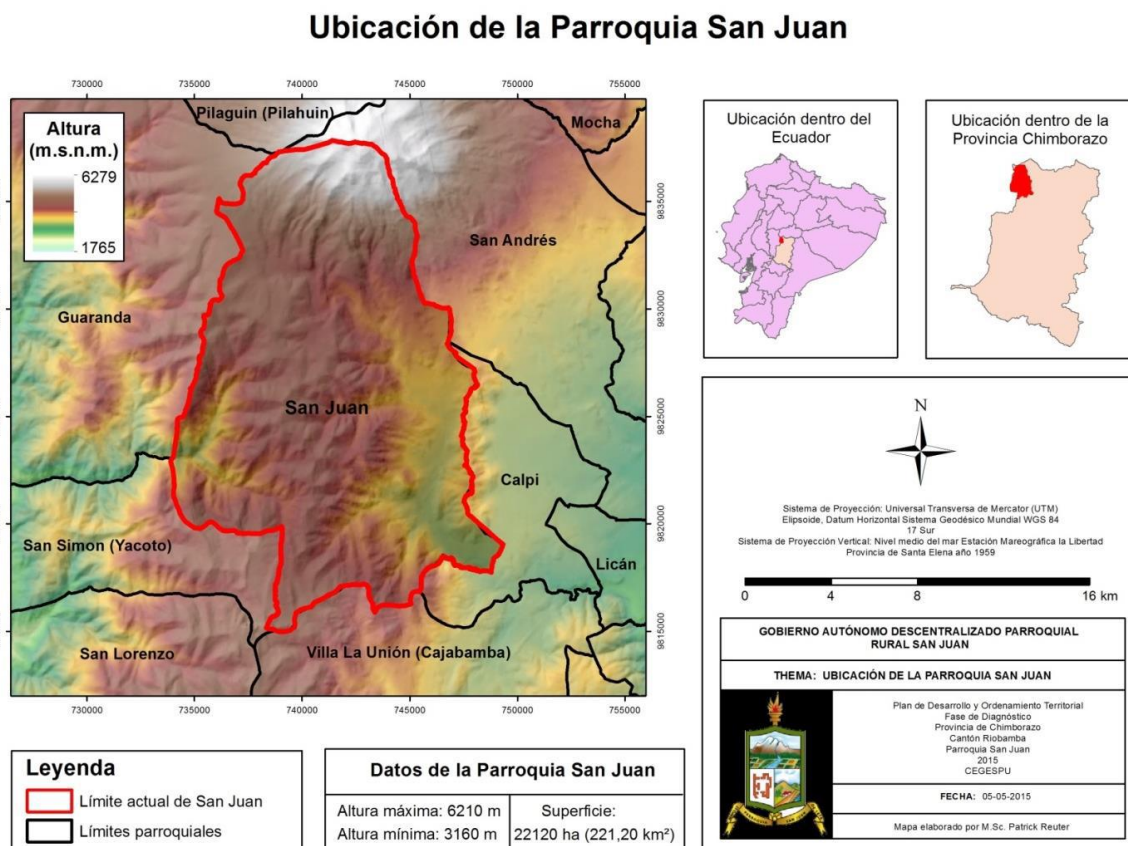 Ubicación de la Parroquia San Juan
730000
735000
740000
745000
750000
755000
Pilaguin (Pilahuin)
Mocha
Altura
(m.s.n.m.)
6279
1765
9835000
San Andrés
9830000
Guaranda
San Juan
9825000
Calpi
9820000
San Simon (Yacoto)
Licán
9815000
San Lorenzo
Villa La Unión (Cajabamba)
730000
735000
740000
745000
750000
755000
Leyenda
Límite actual de San Juan
Límites parroquiales
Datos de la Parroquia San Juan
Altura máxima: 6210 m
Altura mínima: 3160 m
Superficie:
22120 ha (221,20 km²)
Ubicación dentro del
Ecuador
Ubicación dentro de la
Provincia Chimborazo
N
Sistema de Proyección: Universal Transversa de Mercator (UTM)
Elipsoide, Datum Horizontal Sistema Geodésico Mundial WGS 84
17 Sur
Sistema de Proyección Vertical: Nivel medio del mar Estación Mareográfica la Libertad
Provincia de Santa Elena año 1959
0 4 8 16 km
GOBIERNO AUTÓNOMO DESCENTRALIZADO PARROQUIAL
RURAL SAN JUAN
THEMA: UBICACIÓN DE LA PARROQUIA SAN JUAN
Plan de Desarrollo y Ordenamiento Territorial
Fase de Diagnóstico
Provincia de Chimborazo
Cantón Riobamba
Parroquia San Juan
2015
CEGESPU
FECHA: 05-05-2015
Mapa elaborado por M.Sc. Patrick Reuter
PARROQUIA SAN JUAN